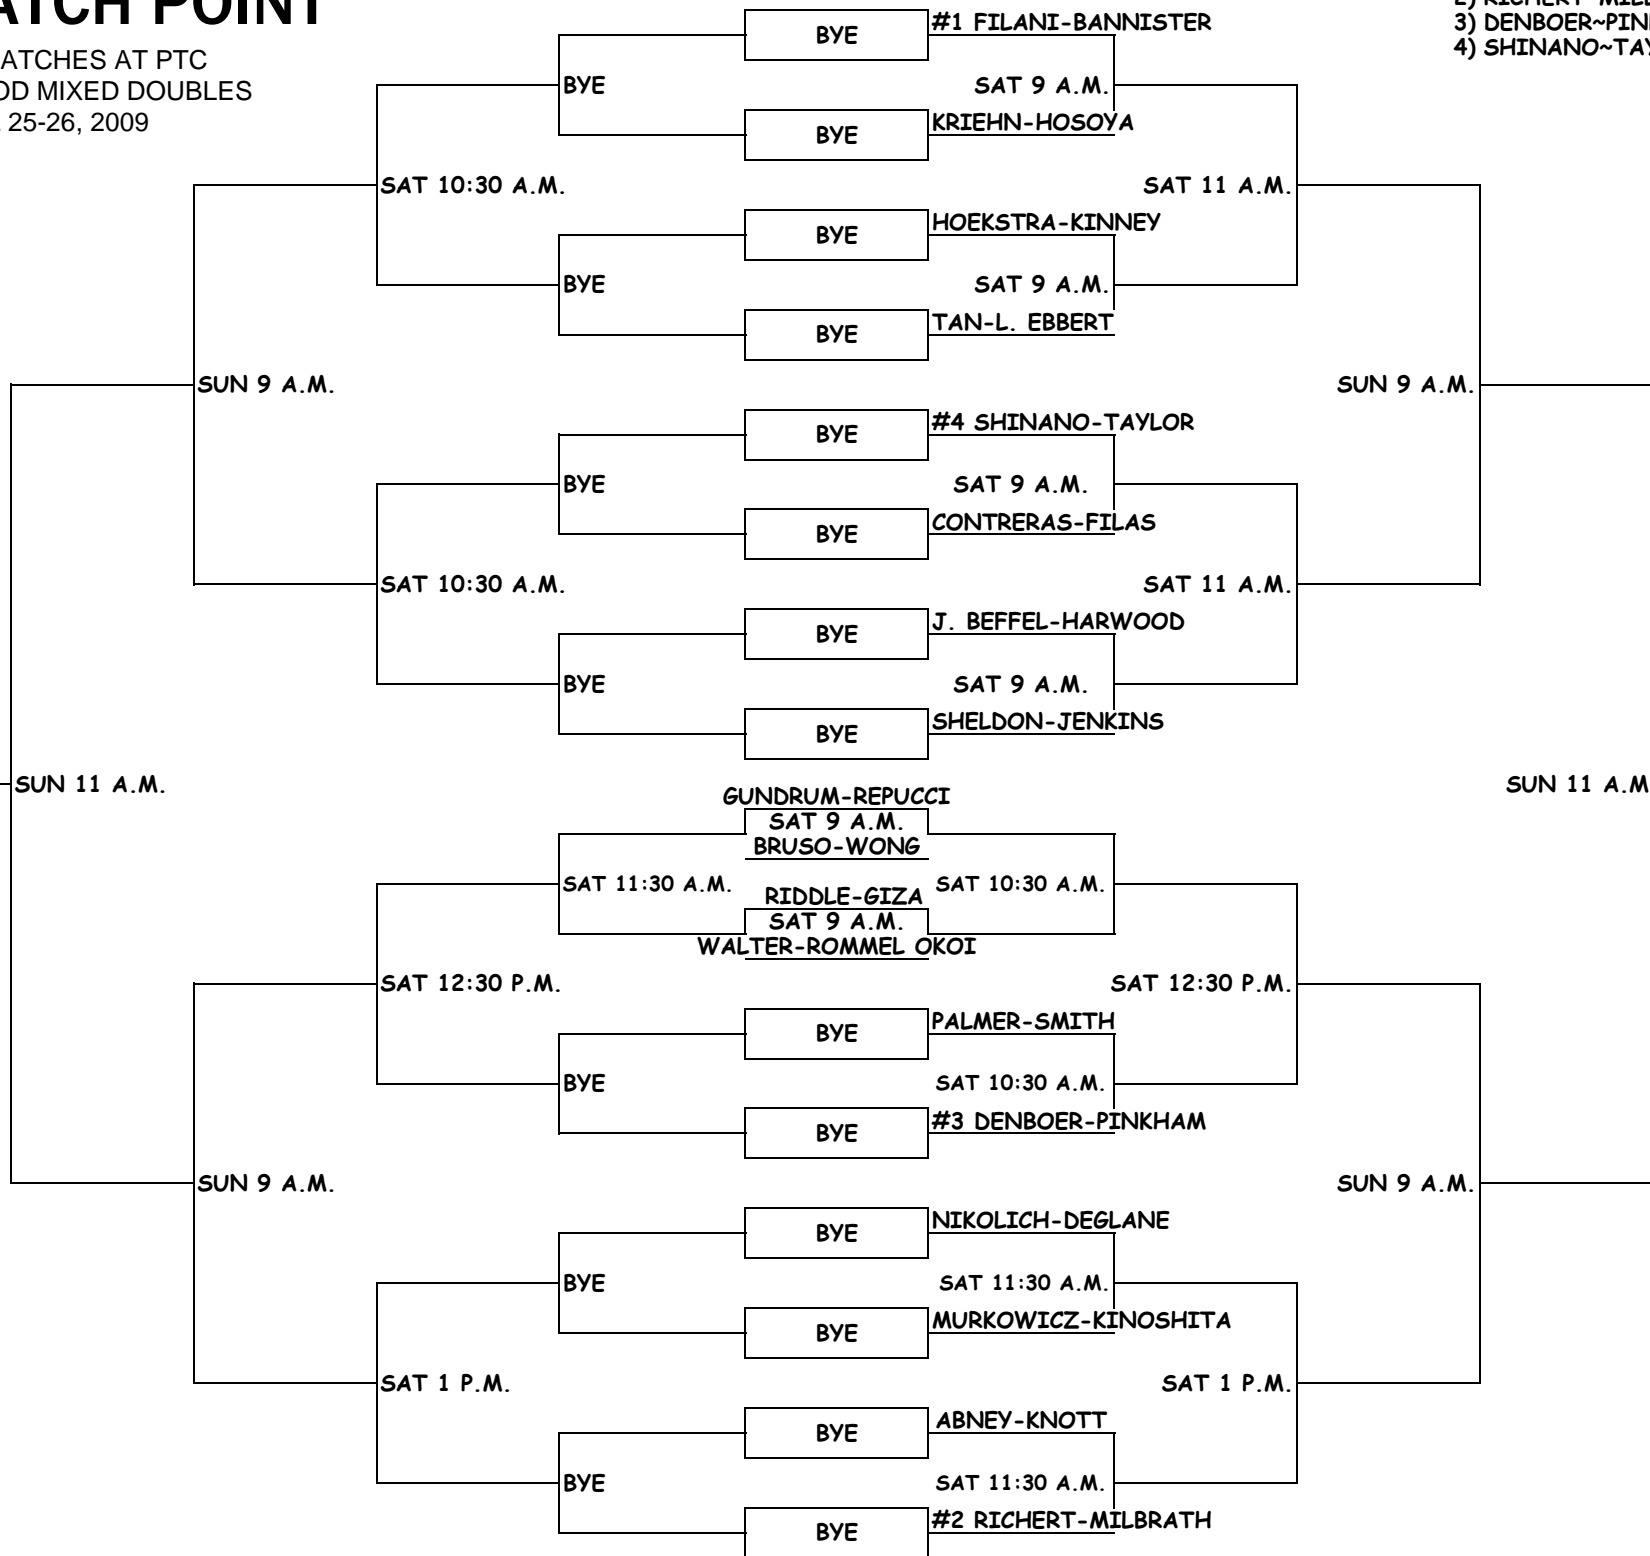 MATCH POINT
ATCHES AT PTC
OD MIXED DOUBLES
25-26, 2009
3) DENBOER~PIN
4) SHINANO~TAY
BYE
#1 FILANI-BANNISTER
BYE
SAT 9 A.M.
BYE
KRIEHN-HOSOYA
SAT 10:30 A.M.
SAT 11 A.M.
BYE
HOEKSTRA-KINNEY
BYE
SAT 9 A.M.
BYE
TAN-L. EBBERT
SUN 9 A.M.
SUN 9 A.M.
BYE
#4 SHINANO-TAYLOR
BYE
SAT 9 A.M.
BYE
CONTRERAS-FILAS
SAT 10:30 A.M.
SAT 11 A.M.
BYE
J. BEFFEL-HARWOOD
BYE
SAT 9 A.M.
BYE
SHELDON-JENKINS
SUN 11 A.M.
SUN 11 A.M
GUNDRUM-REPUCCI
SAT 9 A.M.
BRUSO-WONG
SAT 11:30 A.M.
SAT 10:30 A.M.
RIDDLE-GIZA
SAT 9 A.M.
WALTER-ROMMEL OKOI
SAT 12:30 P.M.
SAT 12:30 P.M.
BYE
PALMER-SMITH
BYE
SAT 10:30 A.M.
BYE
#3 DENBOER-PINKHAM
SUN 9 A.M.
SUN 9 A.M.
BYE
NIKOLICH-DEGLANE
BYE
SAT 11:30 A.M.
BYE
MURKOWICZ-KINOSHITA
SAT 1 P.M.
SAT 1 P.M.
BYE
ABNEY-KNOTT
BYE
SAT 11:30 A.M.
BYE
#2 RICHERT-MILBRATH